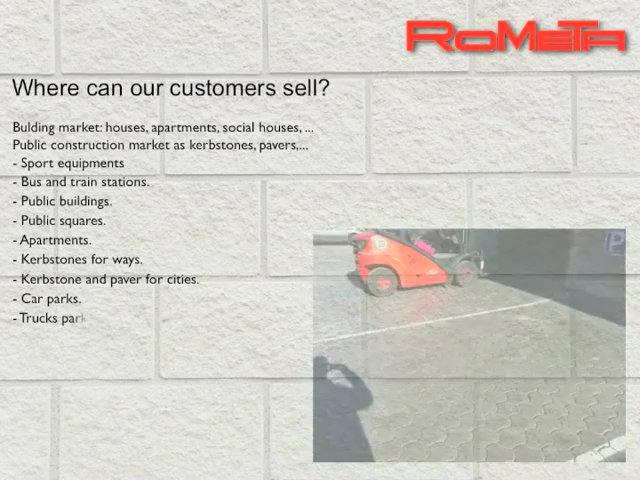 RoMeTa
Where can our customers sell?
Bulding market: houses, apartments, social houses, ...
Public construction market as kerbstones, pavers,...
- Sport equipments
- Bus and train stations.
- Public buildings.
- Public squares.
- Apartments.
- Kerbstones for ways.
- Kerbstone and paver for cities.
- Car parks.
- Trucks park
P